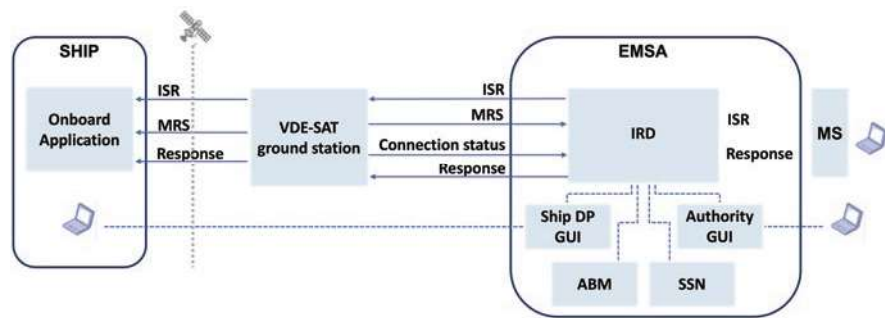 SHIP
EMSA
ISR
ISR
MRS
MRS
Onboard
Application
VDE-SAT
ground station
IRD
ISR
MS
Response
Connection status
Response
Response
Ship DP
GUI
Authority
GUI
ABM
SSN